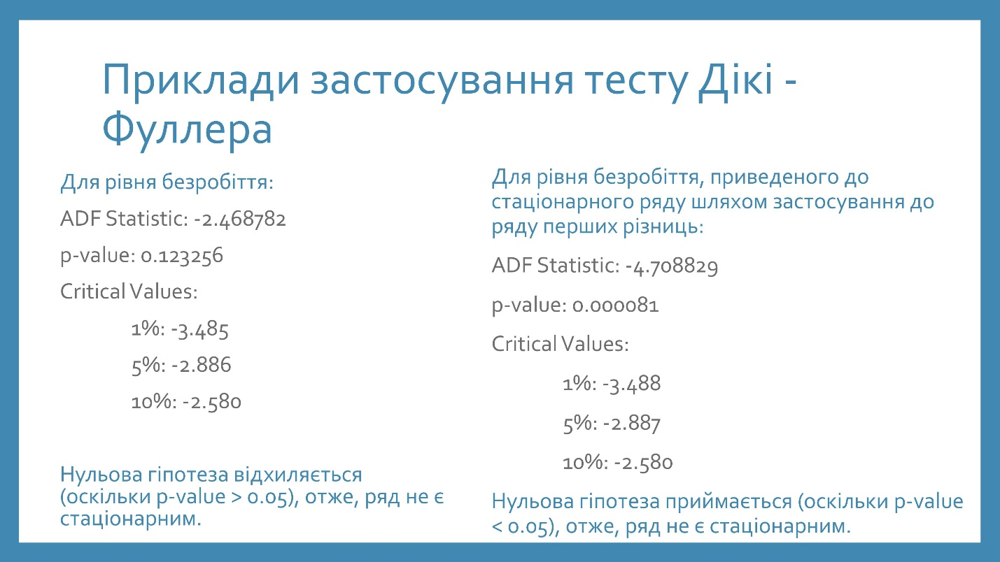 Приклади застосування тесту Дікі -
Фуллера
Для рівня безробіття:
ADF Statistic: -2.468782
p-value: 0.123256
Critical Values:
1%: -3.485
5%: -2.886
10%: -2.580
Нульова гіпотеза відхиляється
(оскільки p-value > 0.05), отже, ряд не є
стаціонарним.
Для рівня безробіття, приведеного до
стаціонарного ряду шляхом застосування до
ряду перших різниць:
ADF Statistic: -4.708829
p-value: 0.000081
Critical Values:
1%: -3.488
5%: -2.887
10%: -2.580
Нульова гіпотеза приймається (оскільки p-value
< 0.05), отже, ряд не є стаціонарним.